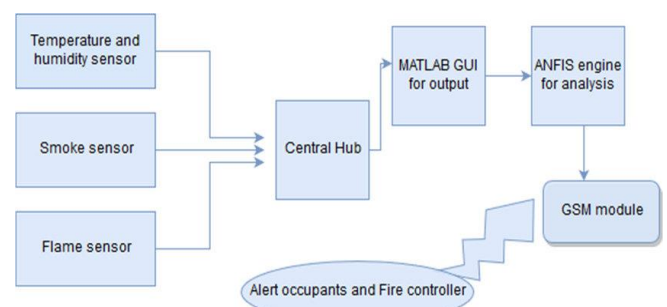 Temperature and
humidity sensor
Smoke sensor
Flame sensor
Central Hub
MATLAB GUI
for output
ANFIS engine
for analysis
GSM module
Alert occupants and Fire controller